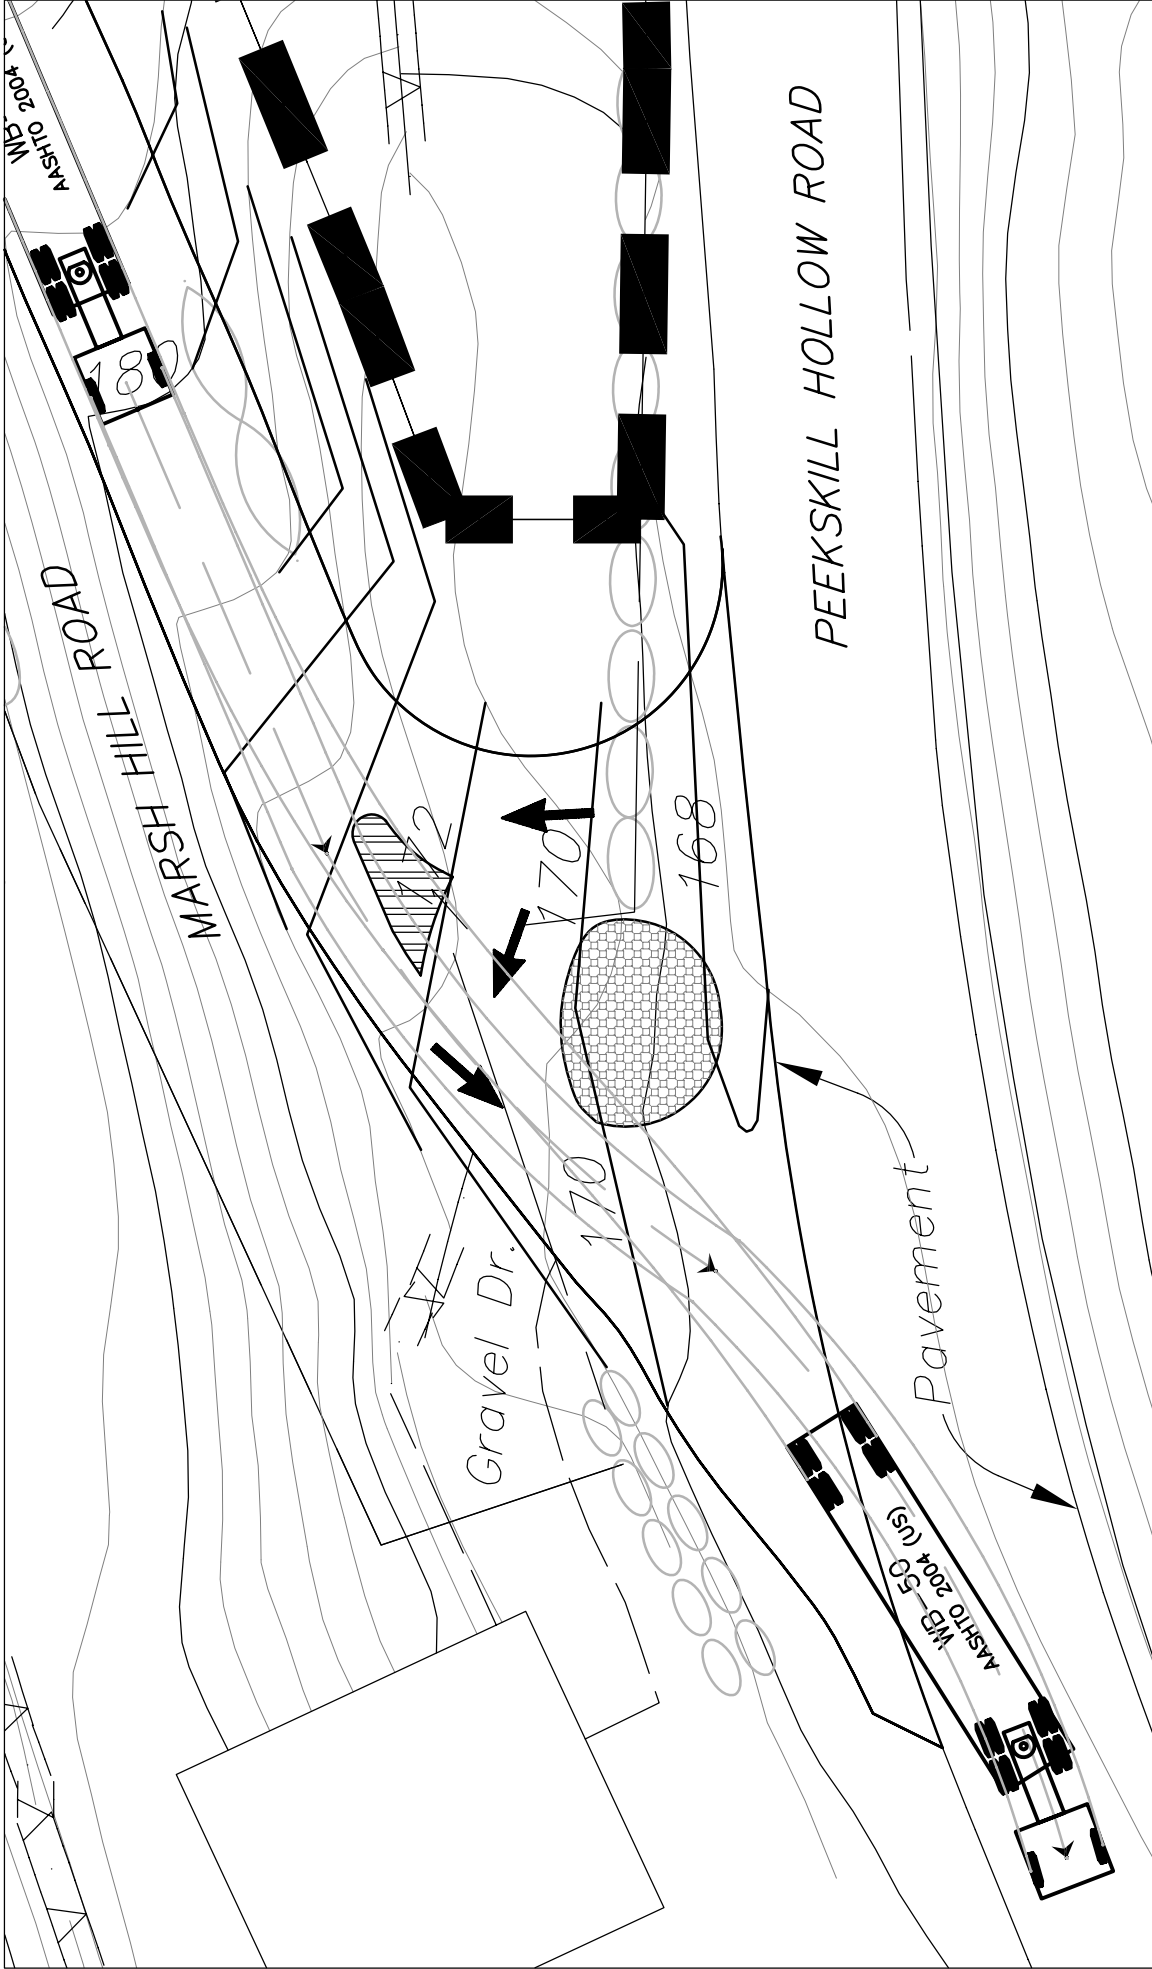 WB-
AASHTO 2004 (
180
MARSH HILL ROAD
PEEKSKILL HOLLOW ROAD
172
170
168
170
Gravel Dr.
Pavement
WB-50
AASHTO 2004 (US)